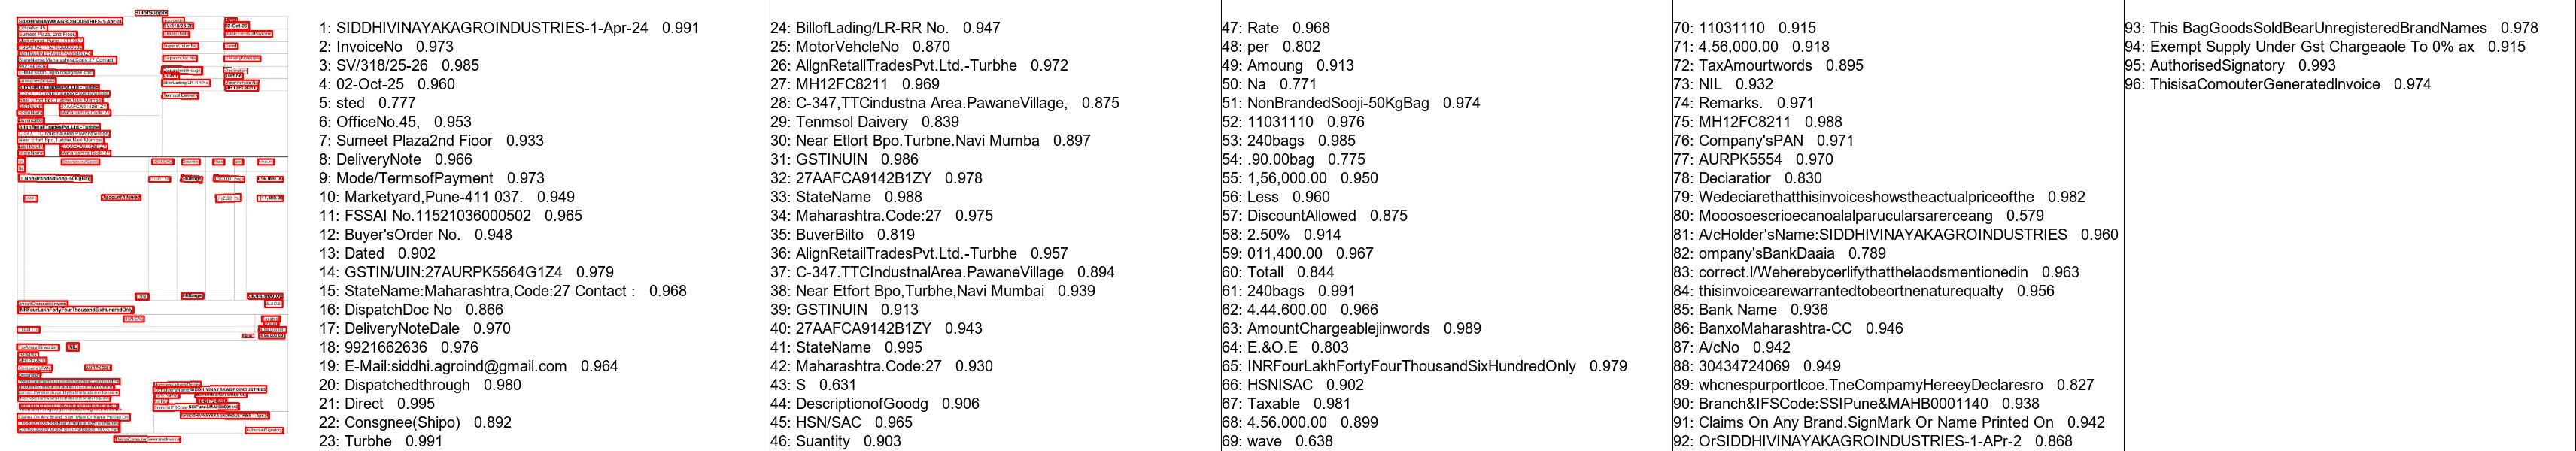 1: SIDDHIVINAYAKAGROINDUSTRIES-1-Apr-24 0.991
2: InvoiceNo 0.973
3: SV/318/25-26 0.985
4: 02-Oct-25 0.960
5: sted 0.777
6: OfficeNo.45, 0.953
7: Sumeet Plaza2nd Fioor 0.933
8: DeliveryNote 0.966
9: Mode/TermsofPayment 0.973
10: Marketyard,Pune-411 037. 0.949
11: FSSAI No.11521036000502 0.965
12: Buyer'sOrder No. 0.948
13: Dated 0.902
14: GSTIN/UIN:27AURPK5564G1Z4 0.979
15: StateName:Maharashtra,Code:27 Contact : 0.968
16: DispatchDoc No 0.866
17: DeliveryNoteDale 0.970
18: 9921662636 0.976
19: E-Mail:siddhi.agroind@gmail.com 0.964
20: Dispatchedthrough 0.980
21: Direct 0.995
22: Consgnee(Shipo) 0.892
23: Turbhe 0.991
24: BillofLading/LR-RR No. 0.947
25: MotorVehcleNo 0.870
26: AllgnRetailTradesPvt.Ltd.-Turbhe 0.972
27: MH12FC8211 0.969
28: C-347,TTCindustna Area.PawaneVillage, 0.875
29: Tenmsol Daivery 0.839
30: Near Etlort Bpo.Turbne.Navi Mumba 0.897
31: GSTINUIN 0.986
32: 27AAFCA9142B1ZY 0.978
33: StateName 0.988
34: Maharashtra.Code:27 0.975
35: BuverBilto 0.819
36: AlignRetailTradesPvt.Ltd.-Turbhe 0.957
37: C-347.TTCIndustnalArea.PawaneVillage 0.894
38: Near Etfort Bpo,Turbhe,Navi Mumbai 0.939
39: GSTINUIN 0.913
40: 27AAFCA9142B1ZY 0.943
41: StateName 0.995
42: Maharashtra.Code:27 0.930
43: S 0.631
44: DescriptionofGoodg 0.906
45: HSN/SAC 0.965
46: Suantity 0.903
47: Rate 0.968
48: per 0.802
49: Amoung 0.913
50: Na 0.771
51: NonBrandedSooji-50KgBag 0.974
52: 11031110 0.976
53: 240bags 0.985
54: .90.00bag 0.775
55: 1,56,000.00 0.950
56: Less 0.960
57: DiscountAllowed 0.875
58: 2.50% 0.914
59: 011,400.00 0.967
60: Totall 0.844
61: 240bags 0.991
62: 4.44.600.00 0.966
63: AmountChargeablejinwords 0.989
64: E.&O.E 0.803
65: INRFourLakhFortyFourThousandSixHundredOnly 0.979
66: HSNISAC 0.902
67: Taxable 0.981
68: 4.56.000.00 0.899
69: wave 0.638
70: 11031110 0.915
71: 4.56,000.00 0.918
72: TaxAmourtwords 0.895
73: NIL 0.932
74: Remarks. 0.971
75: MH12FC8211 0.988
76: Company'sPAN 0.971
77: AURPK5554 0.970
78: Deciaratior 0.830
79: Wedeciarethatthisinvoiceshowstheactualpriceofthe 0.982
80: Mooosoescrioecanoalalparucularsarerceang 0.579
81: A/cHolder'sName:SIDDHIVINAYAKAGROINDUSTRIES 0.960
82: ompany'sBankDaaia 0.789
83: correct.I/Weherebycerlifythatthelaodsmentionedin 0.963
84: thisinvoicearewarrantedtobeortnenaturequalty 0.956
85: Bank Name 0.936
86: BanxoMaharashtra-CC 0.946
87: A/cNo 0.942
88: 30434724069 0.949
89: whcnespurportlcoe.TneCompamyHereeyDeclaresro 0.827
90: Branch&IFSCode:SSIPune&MAHB0001140 0.938
91: Claims On Any Brand.SignMark Or Name Printed On 0.942
92: OrSIDDHIVINAYAKAGROINDUSTRIES-1-APr-2 0.868
93: This BagGoodsSoldBearUnregisteredBrandNames 0.978
94: Exempt Supply Under Gst Chargeaole To 0% ax 0.915
95: AuthorisedSignatory 0.993
96: ThisisaComouterGeneratedInvoice 0.974